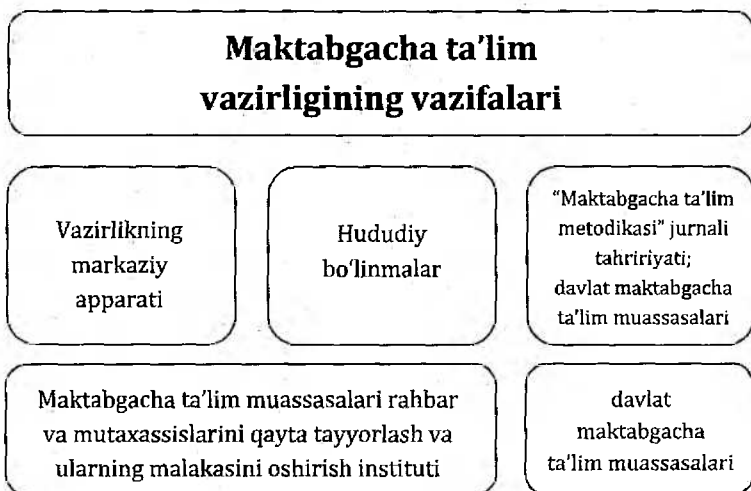 Maktabgacha ta'lim
vazirligining vazifalari
Vazirlikning
markaziy
apparati
Hududiy
bo'linmalar
"Maktabgacha ta'lim
metodikasi" jurnali
tahririyati;
davlat maktabgacha
ta'lim muassasalari
Maktabgacha ta'lim muassasalari rahbar
va mutaxassislarini qayta tayyorlash va
ularning malakasini oshirish instituti
davlat
maktabgacha
ta'lim muassasalari